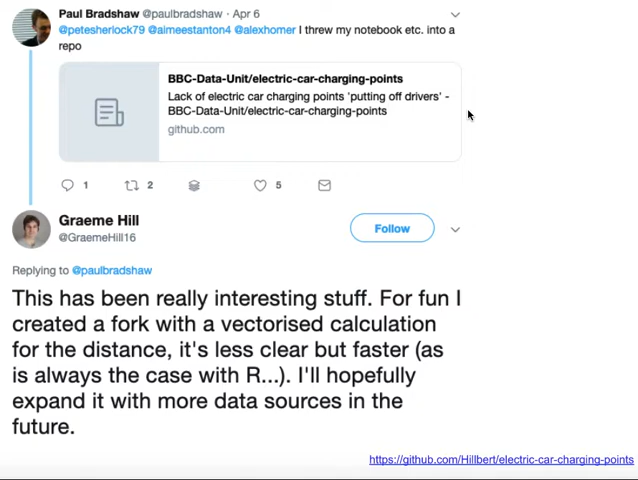 Paul Bradshaw @paulbradshaw · Apr 6
@petesherlock79 @aimeestanton4 @alexhomer I threw my notebook etc. into a
repo
BBC-Data-Unit/electric-car-charging-points
Lack of electric car charging points 'putting off drivers' -
BBC-Data-Unit/electric-car-charging-points
github.com
1 2 5
Graeme Hill
@GraemeHill16
Follow
Replying to @paulbradshaw
This has been really interesting stuff. For fun I
created a fork with a vectorised calculation
for the distance, it's less clear but faster (as
is always the case with R...). I'll hopefully
expand it with more data sources in the
future.
https://github.com/Hillbert/electric-car-charging-points